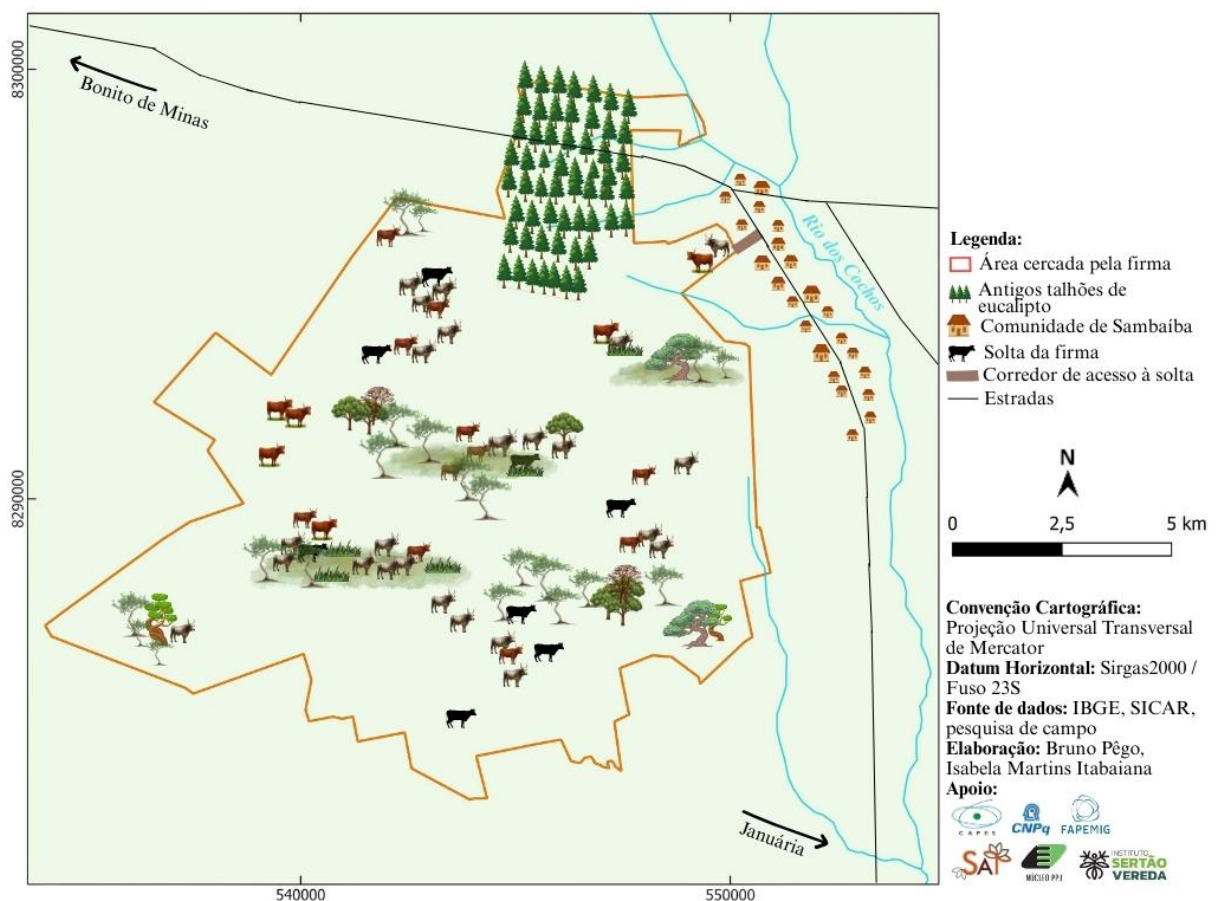 8300000
8290000
540000
550000
Bonito de Minas
Rio dos Cochos
Januária
Legenda:
Área cercada pela firma
Antigos talhões de
eucalipto
Comunidade de Sambaíba
Solta da firma
Corredor de acesso à solta
Estradas
N
0 2,5 5 km
Convenção Cartográfica:
Projeção Universal Transversal
de Mercator
Datum Horizontal: Sirgas2000 /
Fuso 23S
Fonte de dados: IBGE, SICAR,
pesquisa de campo
Elaboração: Bruno Pêgo,
Isabela Martins Itabaiana
Apoio:
CAPES CNPq FAPEMIG
SAT NÚCLEO PPJ INSTITUTO
SERTÃO
VEREDA